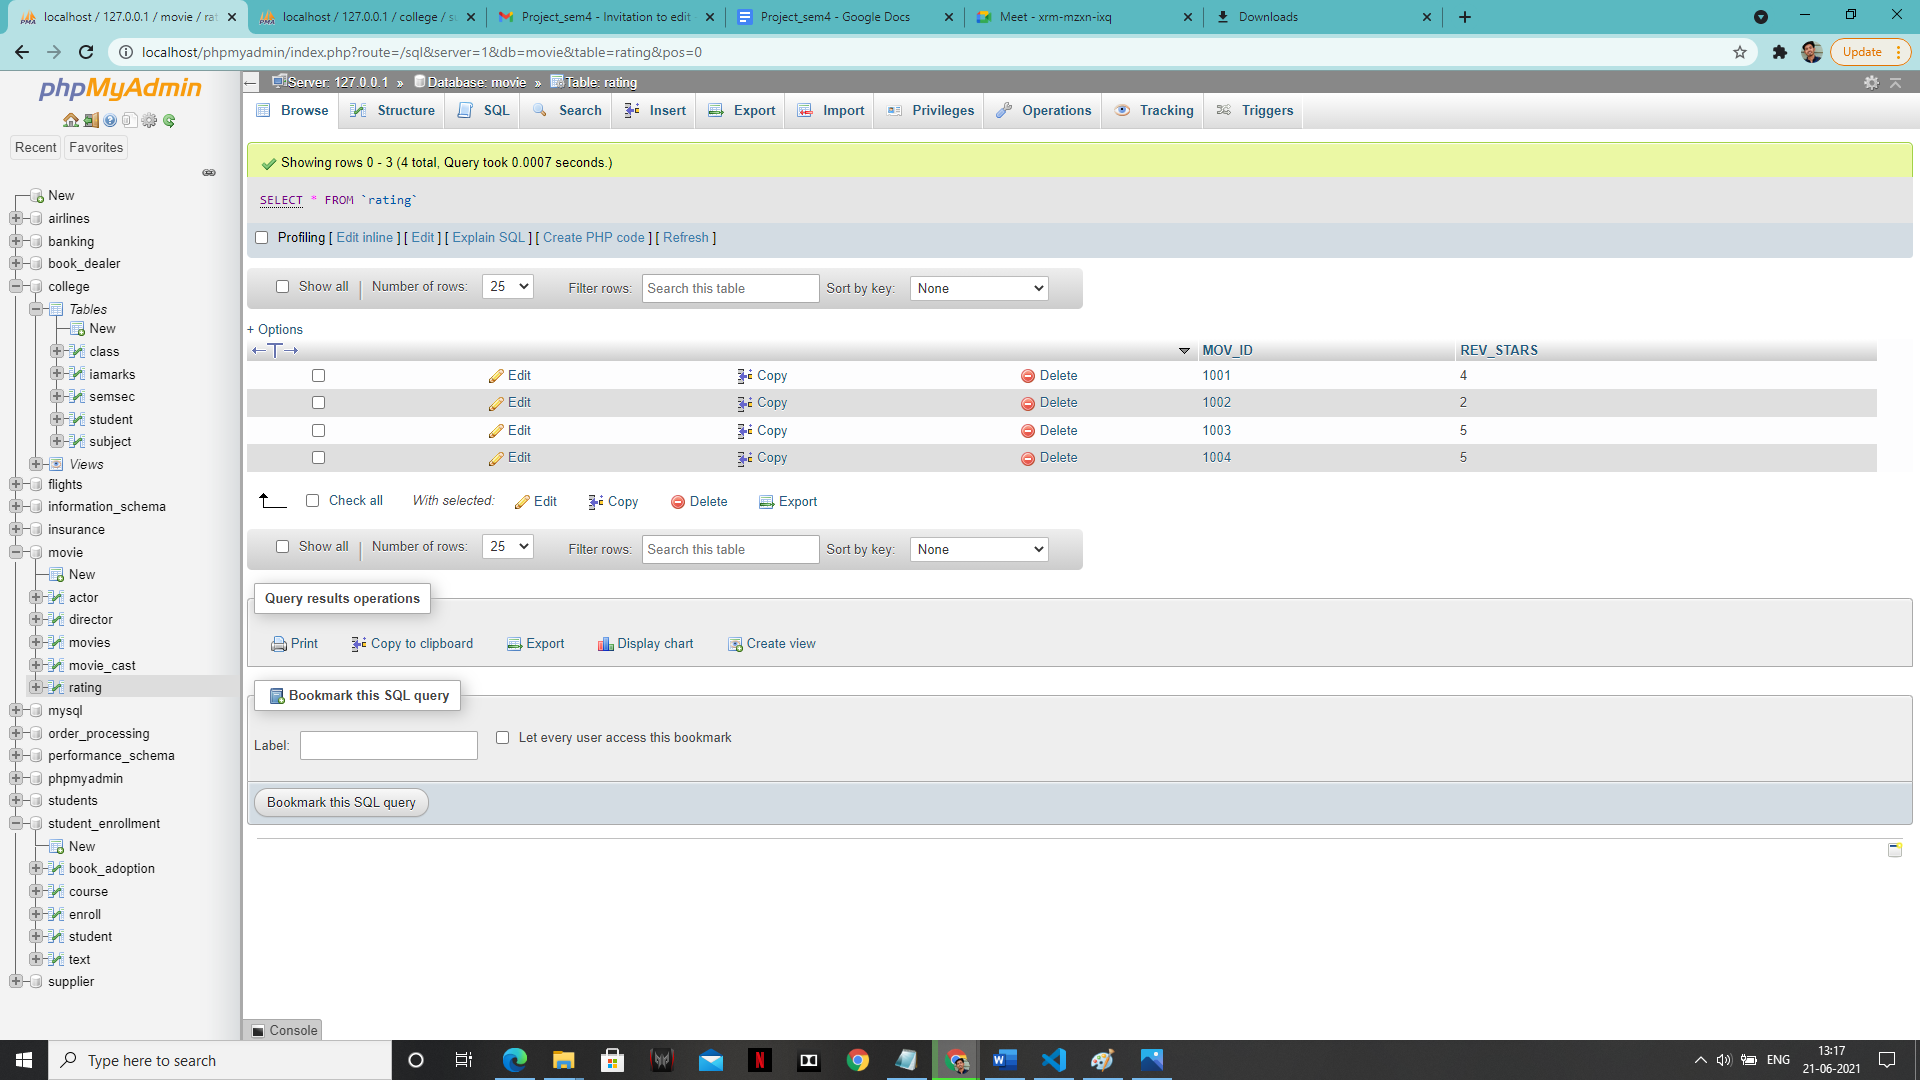 localhost / 127.0.0.1 / movie / rat
localhost / 127.0.0.1 / college / su
Project_sem4 - Invitation to edit
Project_sem4 - Google Docs
Meet - xrm-mzxn-ixq
Downloads
localhost/phpmyadmin/index.php?route=/sql&server=1&db=movie&table=rating&pos=0
Update
phpMyAdmin
Recent
Favorites
New
airlines
banking
book_dealer
college
Tables
New
class
iamarks
semsec
student
subject
Views
flights
information_schema
insurance
movie
New
actor
director
movies
movie_cast
rating
mysql
order_processing
performance_schema
phpmyadmin
students
student_enrollment
New
book_adoption
course
enroll
student
text
supplier
Server: 127.0.0.1 » Database: movie » Table: rating
Browse Structure SQL Search Insert Export Import Privileges Operations Tracking Triggers
Showing rows 0 - 3 (4 total, Query took 0.0007 seconds.)
SELECT * FROM `rating`
Profiling [ Edit inline ] [ Edit ] [ Explain SQL ] [ Create PHP code ] [ Refresh ]
Show all | Number of rows: 25 Filter rows: Search this table Sort by key: None
+ Options
←T→ MOV_ID REV_STARS
Edit Copy Delete 1001 4
Edit Copy Delete 1002 2
Edit Copy Delete 1003 5
Edit Copy Delete 1004 5
Check all With selected: Edit Copy Delete Export
Show all | Number of rows: 25 Filter rows: Search this table Sort by key: None
Query results operations
Print Copy to clipboard Export Display chart Create view
Bookmark this SQL query
Label: Let every user access this bookmark
Bookmark this SQL query
Console
Type here to search
ENG
13:17
21-06-2021